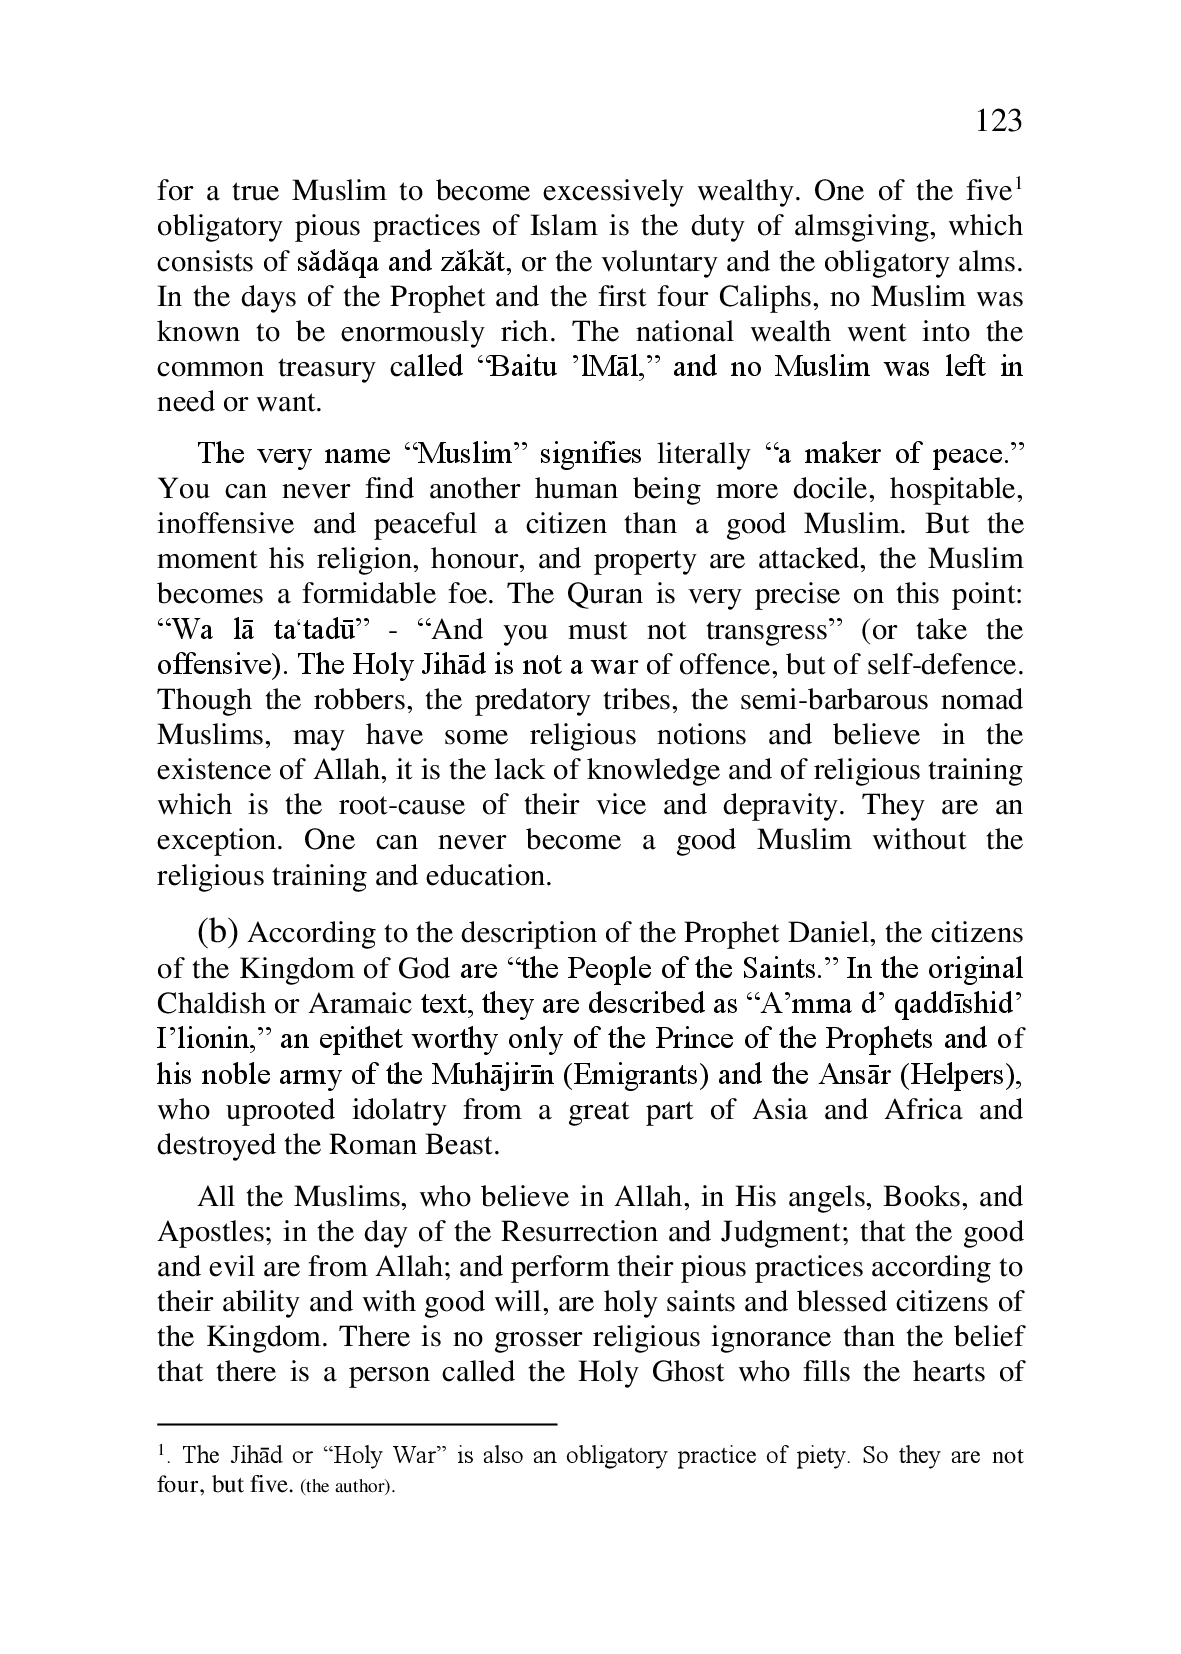 123
for a true Muslim to become excessively wealthy. One of the five¹
obligatory pious practices of Islam is the duty of almsgiving, which
consists of sădăqa and zăkăt, or the voluntary and the obligatory alms.
In the days of the Prophet and the first four Caliphs, no Muslim was
known to be enormously rich. The national wealth went into the
common treasury called “Baitu ’lMāl,” and no Muslim was left in
need or want.
The very name “Muslim” signifies literally “a maker of peace.”
You can never find another human being more docile, hospitable,
inoffensive and peaceful a citizen than a good Muslim. But the
moment his religion, honour, and property are attacked, the Muslim
becomes a formidable foe. The Quran is very precise on this point:
“Wa lā ta‘tadū” - “And you must not transgress” (or take the
offensive). The Holy Jihād is not a war of offence, but of self-defence.
Though the robbers, the predatory tribes, the semi-barbarous nomad
Muslims, may have some religious notions and believe in the
existence of Allah, it is the lack of knowledge and of religious training
which is the root-cause of their vice and depravity. They are an
exception. One can never become a good Muslim without the
religious training and education.
(b) According to the description of the Prophet Daniel, the citizens
of the Kingdom of God are “the People of the Saints.” In the original
Chaldish or Aramaic text, they are described as “A’mma d’ qaddīshid’
I’lionin,” an epithet worthy only of the Prince of the Prophets and of
his noble army of the Muhājirīn (Emigrants) and the Ansār (Helpers),
who uprooted idolatry from a great part of Asia and Africa and
destroyed the Roman Beast.
All the Muslims, who believe in Allah, in His angels, Books, and
Apostles; in the day of the Resurrection and Judgment; that the good
and evil are from Allah; and perform their pious practices according to
their ability and with good will, are holy saints and blessed citizens of
the Kingdom. There is no grosser religious ignorance than the belief
that there is a person called the Holy Ghost who fills the hearts of
¹. The Jihād or “Holy War” is also an obligatory practice of piety. So they are not
four, but five. (the author).